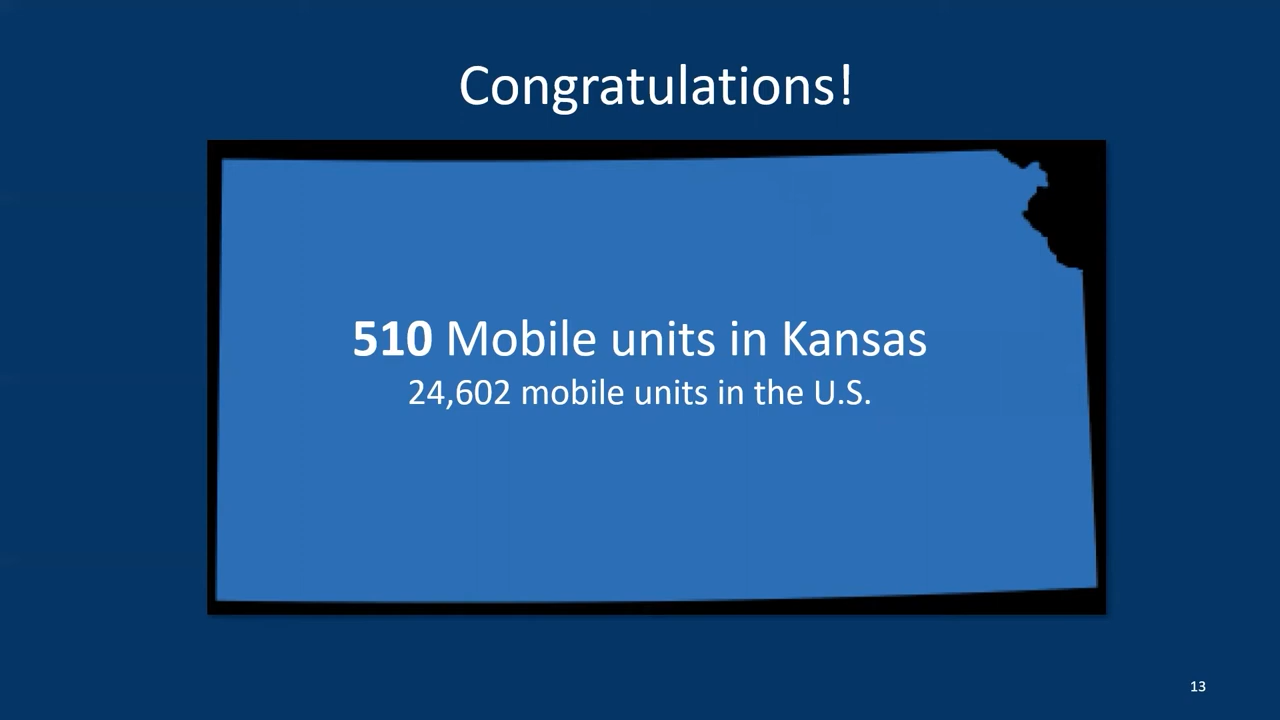 Congratulations!
510 Mobile units in Kansas
24,602 mobile units in the U.S.
13